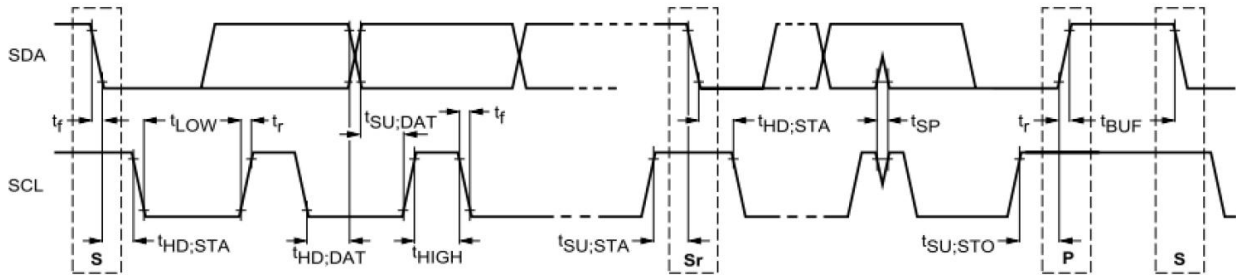 SDA
t_f t_LOW t_r t_SU;DAT t_f t_HD;STA t_SP t_r t_BUF
SCL
t_HD;STA t_HD;DAT t_HIGH t_SU;STA t_SU;STO
S Sr P S